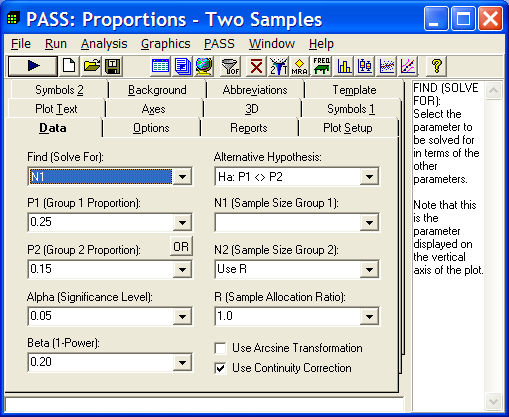 PASS: Proportions - Two Samples
File Run Analysis Graphics PASS Window Help
OF MRA FREQ ?
Symbols 2 Background Abbreviations Template
Plot Text Axes 3D Symbols 1
Data Options Reports Plot Setup
Find (Solve For):
N1
P1 (Group 1 Proportion):
0.25
P2 (Group 2 Proportion):
OR
0.15
Alpha (Significance Level):
0.05
Beta (1-Power):
0.20
Alternative Hypothesis:
Ha: P1 <> P2
N1 (Sample Size Group 1):
N2 (Sample Size Group 2):
Use R
R (Sample Allocation Ratio):
1.0
Use Arcsine Transformation
Use Continuity Correction
FIND (SOLVE
FOR):
Select the
parameter to
be solved for
in terms of the
other
parameters.
Note that this
is the
parameter
displayed on
the vertical
axis of the plot.